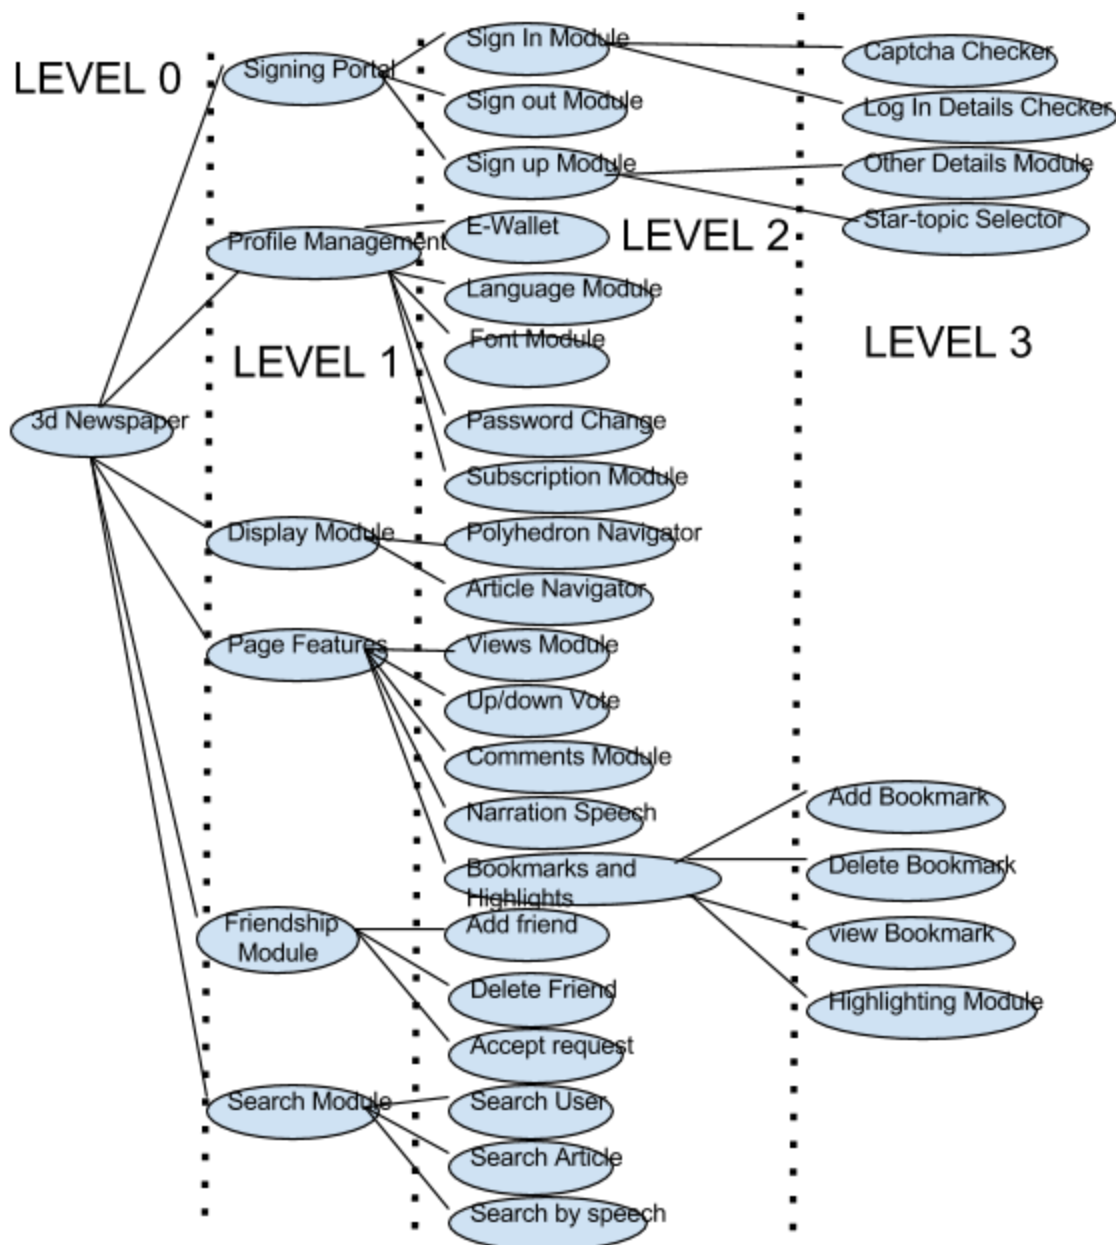 LEVEL 0
Signing Portal
Sign In Module
Captcha Checker
Sign out Module
Log In Details Checker
Sign up Module
Other Details Module
Star-topic Selector
Profile Management
E-Wallet
LEVEL 2
Language Module
Font Module
LEVEL 3
LEVEL 1
3d Newspaper
Password Change
Subscription Module
Display Module
Polyhedron Navigator
Article Navigator
Page Features
Views Module
Up/down Vote
Comments Module
Narration Speech
Add Bookmark
Bookmarks and
Highlights
Delete Bookmark
Friendship
Module
Add friend
view Bookmark
Delete Friend
Highlighting Module
Accept request
Search Module
Search User
Search Article
Search by speech